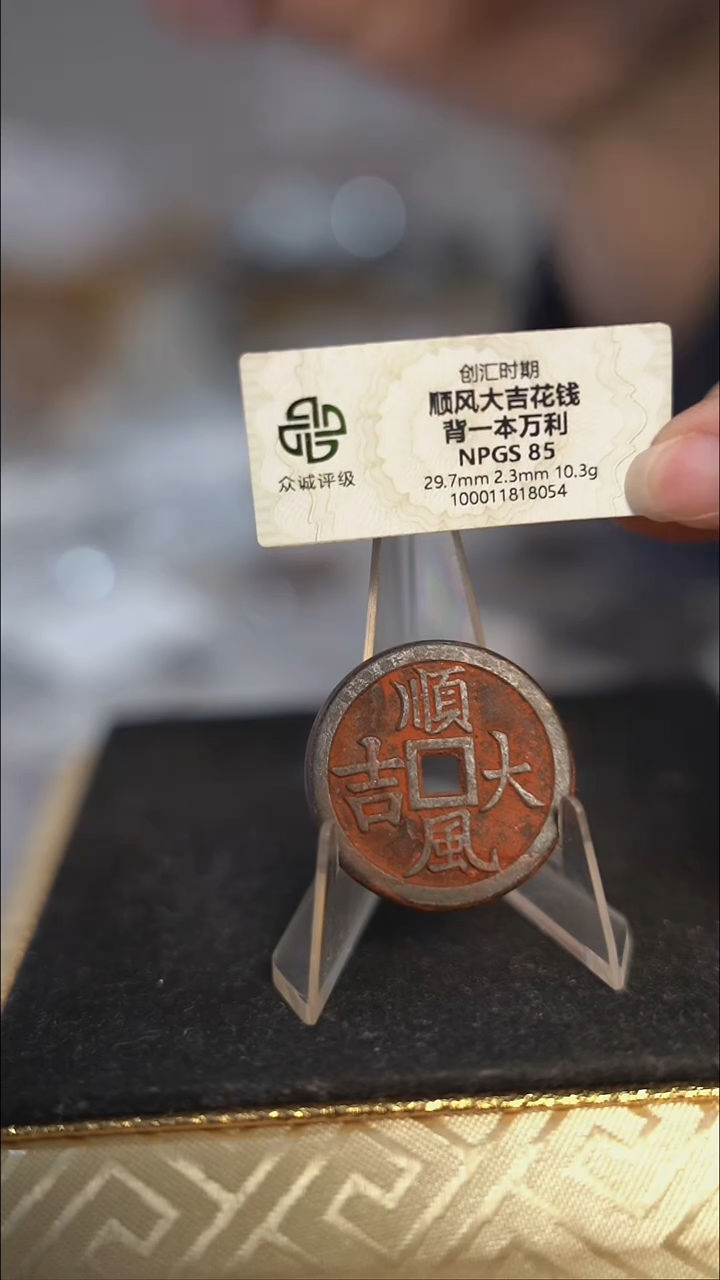 创汇时期
顺风大吉花钱
背一本万利
NPGS 85
29.7mm 2.3mm 10.3g
100011818054
众诚评级
順
風
大
吉